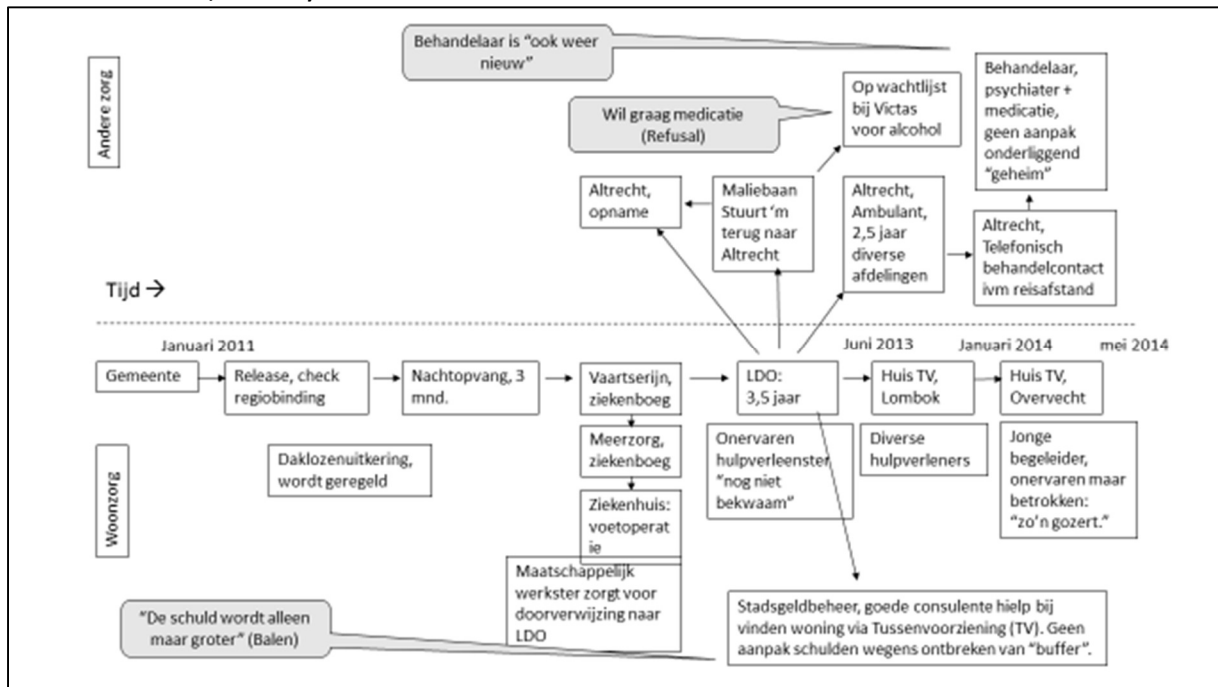 Behandelaar is “ook weer
nieuw”
Behandelaar,
psychiater +
medicatie,
geen aanpak
onderliggend
“geheim”
Op wachtlijst
bij Victas
voor alcohol
Wil graag medicatie
(Refusal)
Andere zorg
Altrecht,
opname
Maliebaan
Stuurt ‘m
terug naar
Altrecht
Altrecht,
Ambulant,
2,5 jaar
diverse
afdelingen
Altrecht,
Telefonisch
behandelcontact
ivm reisafstand
Tijd →
Januari 2011
Juni 2013
Januari 2014
mei 2014
Gemeente
Release, check
regiobinding
Nachtopvang, 3
mnd.
Vaartserijn,
ziekenboeg
LDO:
3,5 jaar
Huis TV,
Lombok
Huis TV,
Overvecht
Woonzorg
Daklozenuitkering,
wordt geregeld
Meerzorg,
ziekenboeg
Onervaren
hulpverleenster
“nog niet
bekwaam”
Diverse
hulpverleners
Jonge
begeleider,
onervaren maar
betrokken:
“zo’n gozert.”
Ziekenhuis:
voetoperat
ie
Maatschappelijk
werkster zorgt voor
doorverwijzing naar
LDO
“De schuld wordt alleen
maar groter” (Balen)
Stadsgeldbeheer, goede consulente hielp bij
vinden woning via Tussenvoorziening (TV). Geen
aanpak schulden wegens ontbreken van “buffer”.